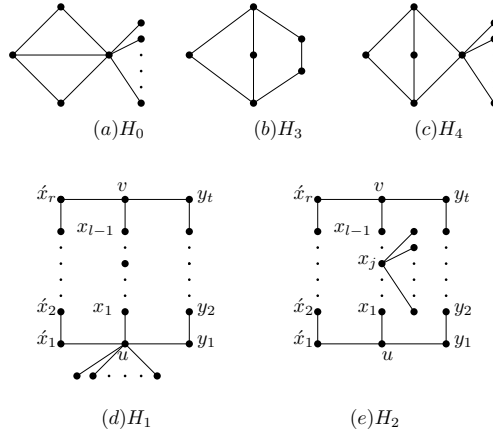 (a)H₀ (b)H₃ (c)H₄
x́ᵣ v yₜ x́ᵣ v yₜ
xₗ₋₁ xₗ₋₁
xⱼ
x́₂ x₁ y₂ x́₂ x₁ y₂
x́₁ u y₁ x́₁ u y₁
(d)H₁ (e)H₂